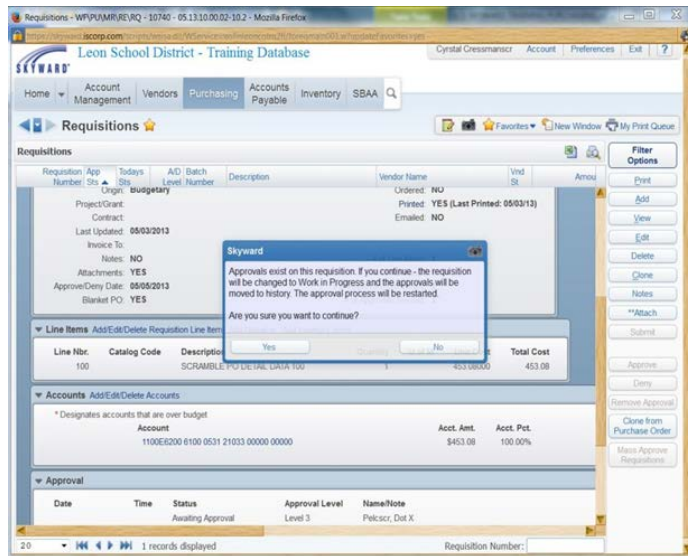 Requisitions - WF\PU\MR\RE\RQ - 10740 - 05.13.10.00.02-10.2 - Mozilla Firefox
Leon School District - Training Database
Cyrstal Cressmanscr Account Preferences Exit ?
SKYWARD
Home Account Management Vendors Purchasing Accounts Payable Inventory SBAA
Requisitions
Favorites New Window My Print Queue
Requisitions
Filter Options
Requisition Number App Sts Todays Sts A/D Level Batch Number Description Vendor Name Vnd St Amou
Origin: Budgetary
Ordered: NO
Project/Grant:
Printed: YES (Last Printed: 05/03/13)
Contract:
Emailed: NO
Last Updated: 05/03/2013
Invoice To:
Notes: NO
Attachments: YES
Approve/Deny Date: 05/05/2013
Blanket PO: YES
Skyward
Approvals exist on this requisition. If you continue - the requisition
will be changed to Work in Progress and the approvals will be
moved to history. The approval process will be restarted.
Are you sure you want to continue?
Yes No
Line Items Add/Edit/Delete Requisition Line Item
Line Nbr. Catalog Code Descriptio Total Cost
100 SCRAMBLE PO DETAIL DATA 100 1 453.08000 453.08
Accounts Add/Edit/Delete Accounts
* Designates accounts that are over budget
Account Acct. Amt. Acct. Pct.
1100E6200 6100 0531 21033 00000 00000 $453.08 100.00%
Approval
Date Time Status Approval Level Name/Note
Awaiting Approval Level 3 Pelcscr, Dot X
20 1 records displayed Requisition Number:
Print
Add
View
Edit
Delete
Clone
Notes
**Attach
Submit
Approve
Deny
Remove Approval
Clone from
Purchase Order
Mass Approve
Requisitions